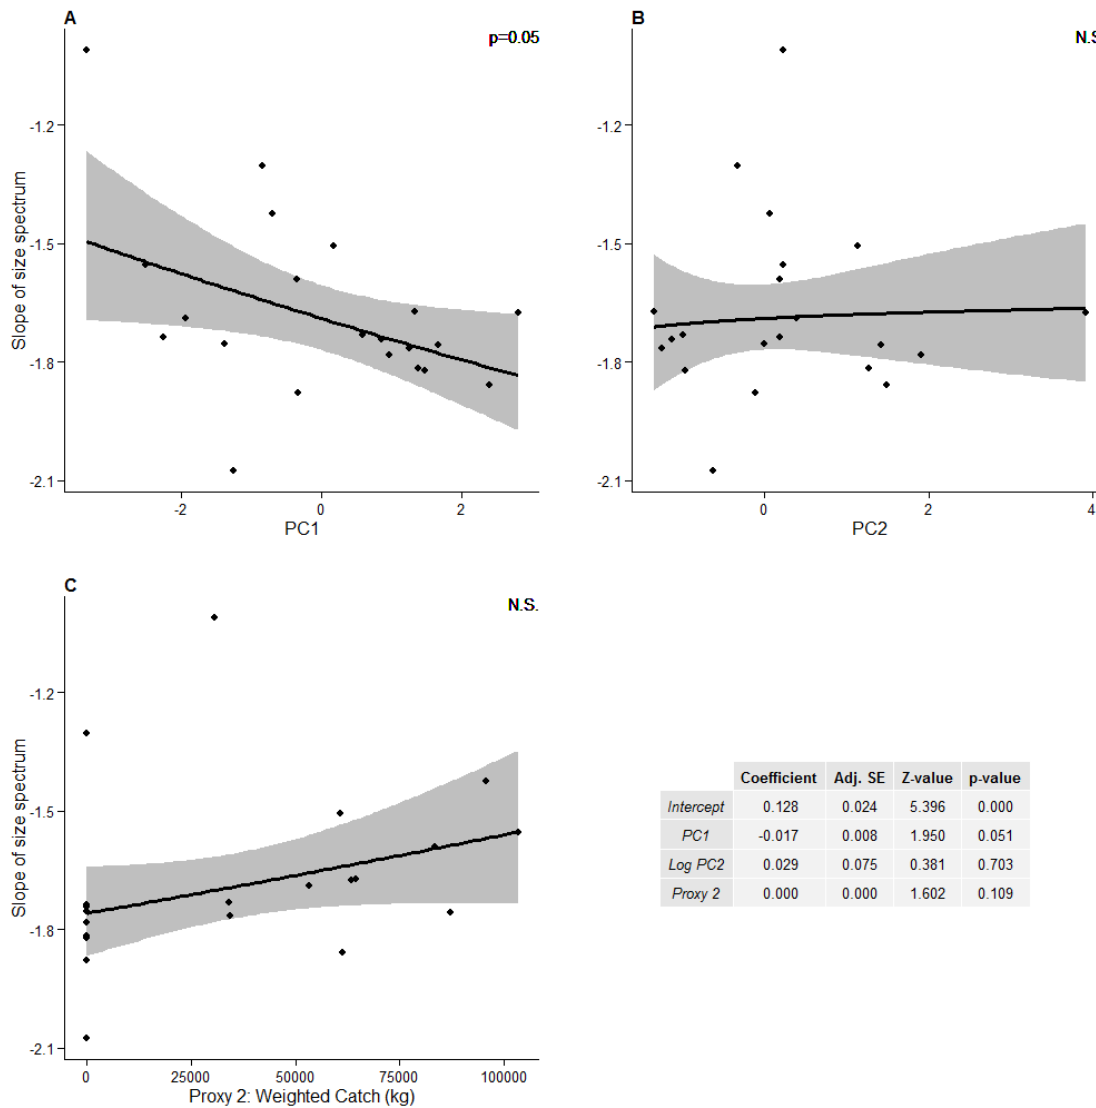 A
p=0.05
Slope of size spectrum
-1.2
-1.5
-1.8
-2.1
-2 0 2
PC1
B
N.S
-1.2
-1.5
-1.8
-2.1
0 2 4
PC2
C
N.S.
Slope of size spectrum
-1.2
-1.5
-1.8
-2.1
0 25000 50000 75000 100000
Proxy 2: Weighted Catch (kg)
Coefficient Adj. SE Z-value p-value
Intercept 0.128 0.024 5.396 0.000
PC1 -0.017 0.008 1.950 0.051
Log PC2 0.029 0.075 0.381 0.703
Proxy 2 0.000 0.000 1.602 0.109